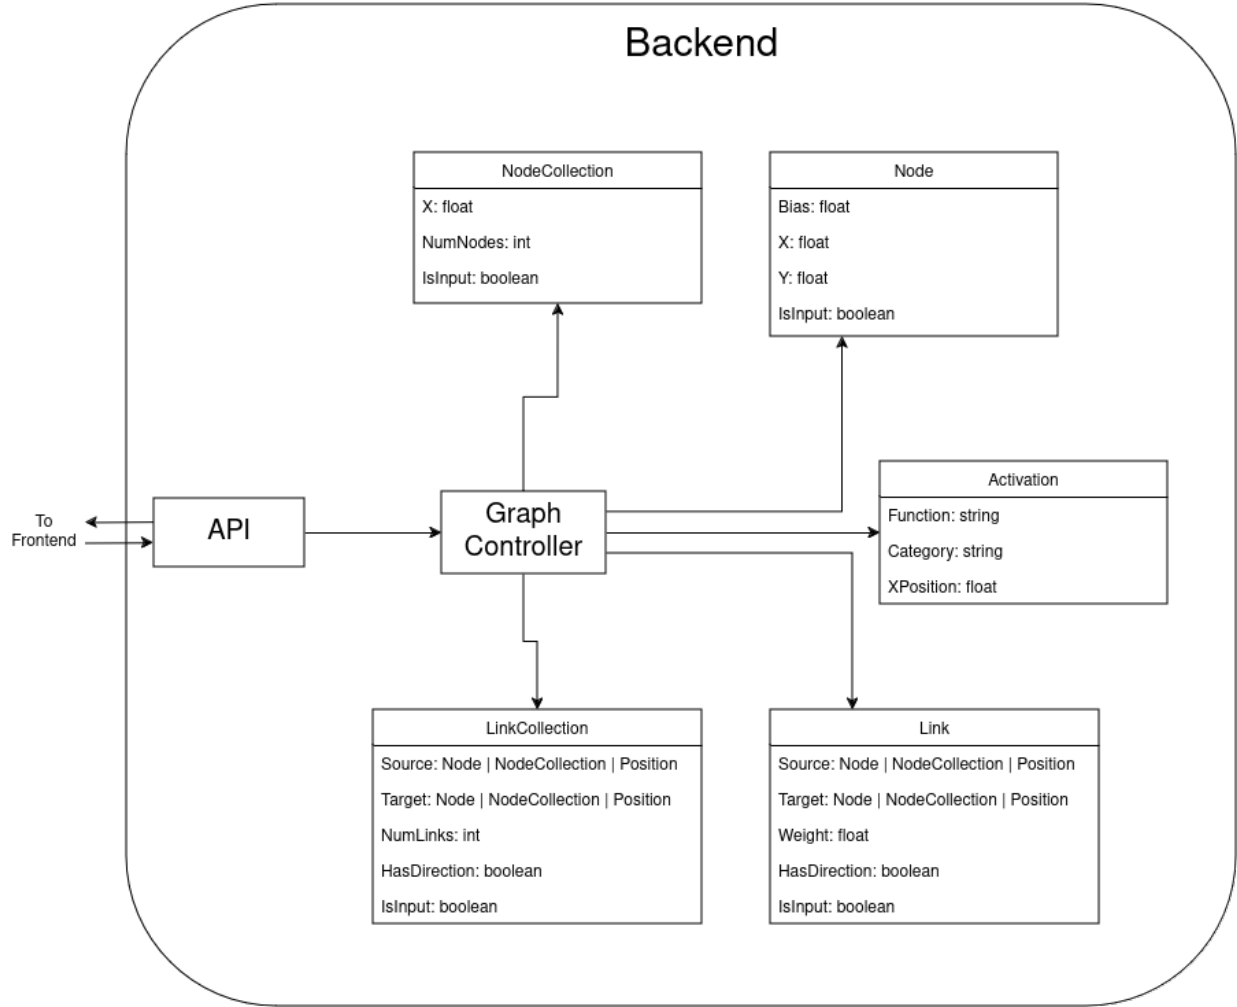 Backend
NodeCollection
X: float
NumNodes: int
IsInput: boolean
Node
Bias: float
X: float
Y: float
IsInput: boolean
To
Frontend
API
Graph
Controller
Activation
Function: string
Category: string
XPosition: float
LinkCollection
Source: Node | NodeCollection | Position
Target: Node | NodeCollection | Position
NumLinks: int
HasDirection: boolean
IsInput: boolean
Link
Source: Node | NodeCollection | Position
Target: Node | NodeCollection | Position
Weight: float
HasDirection: boolean
IsInput: boolean